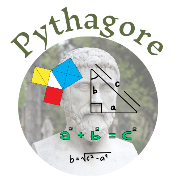 Pythagore
b
c
a
a² + b² = c²
b = √c² - a²